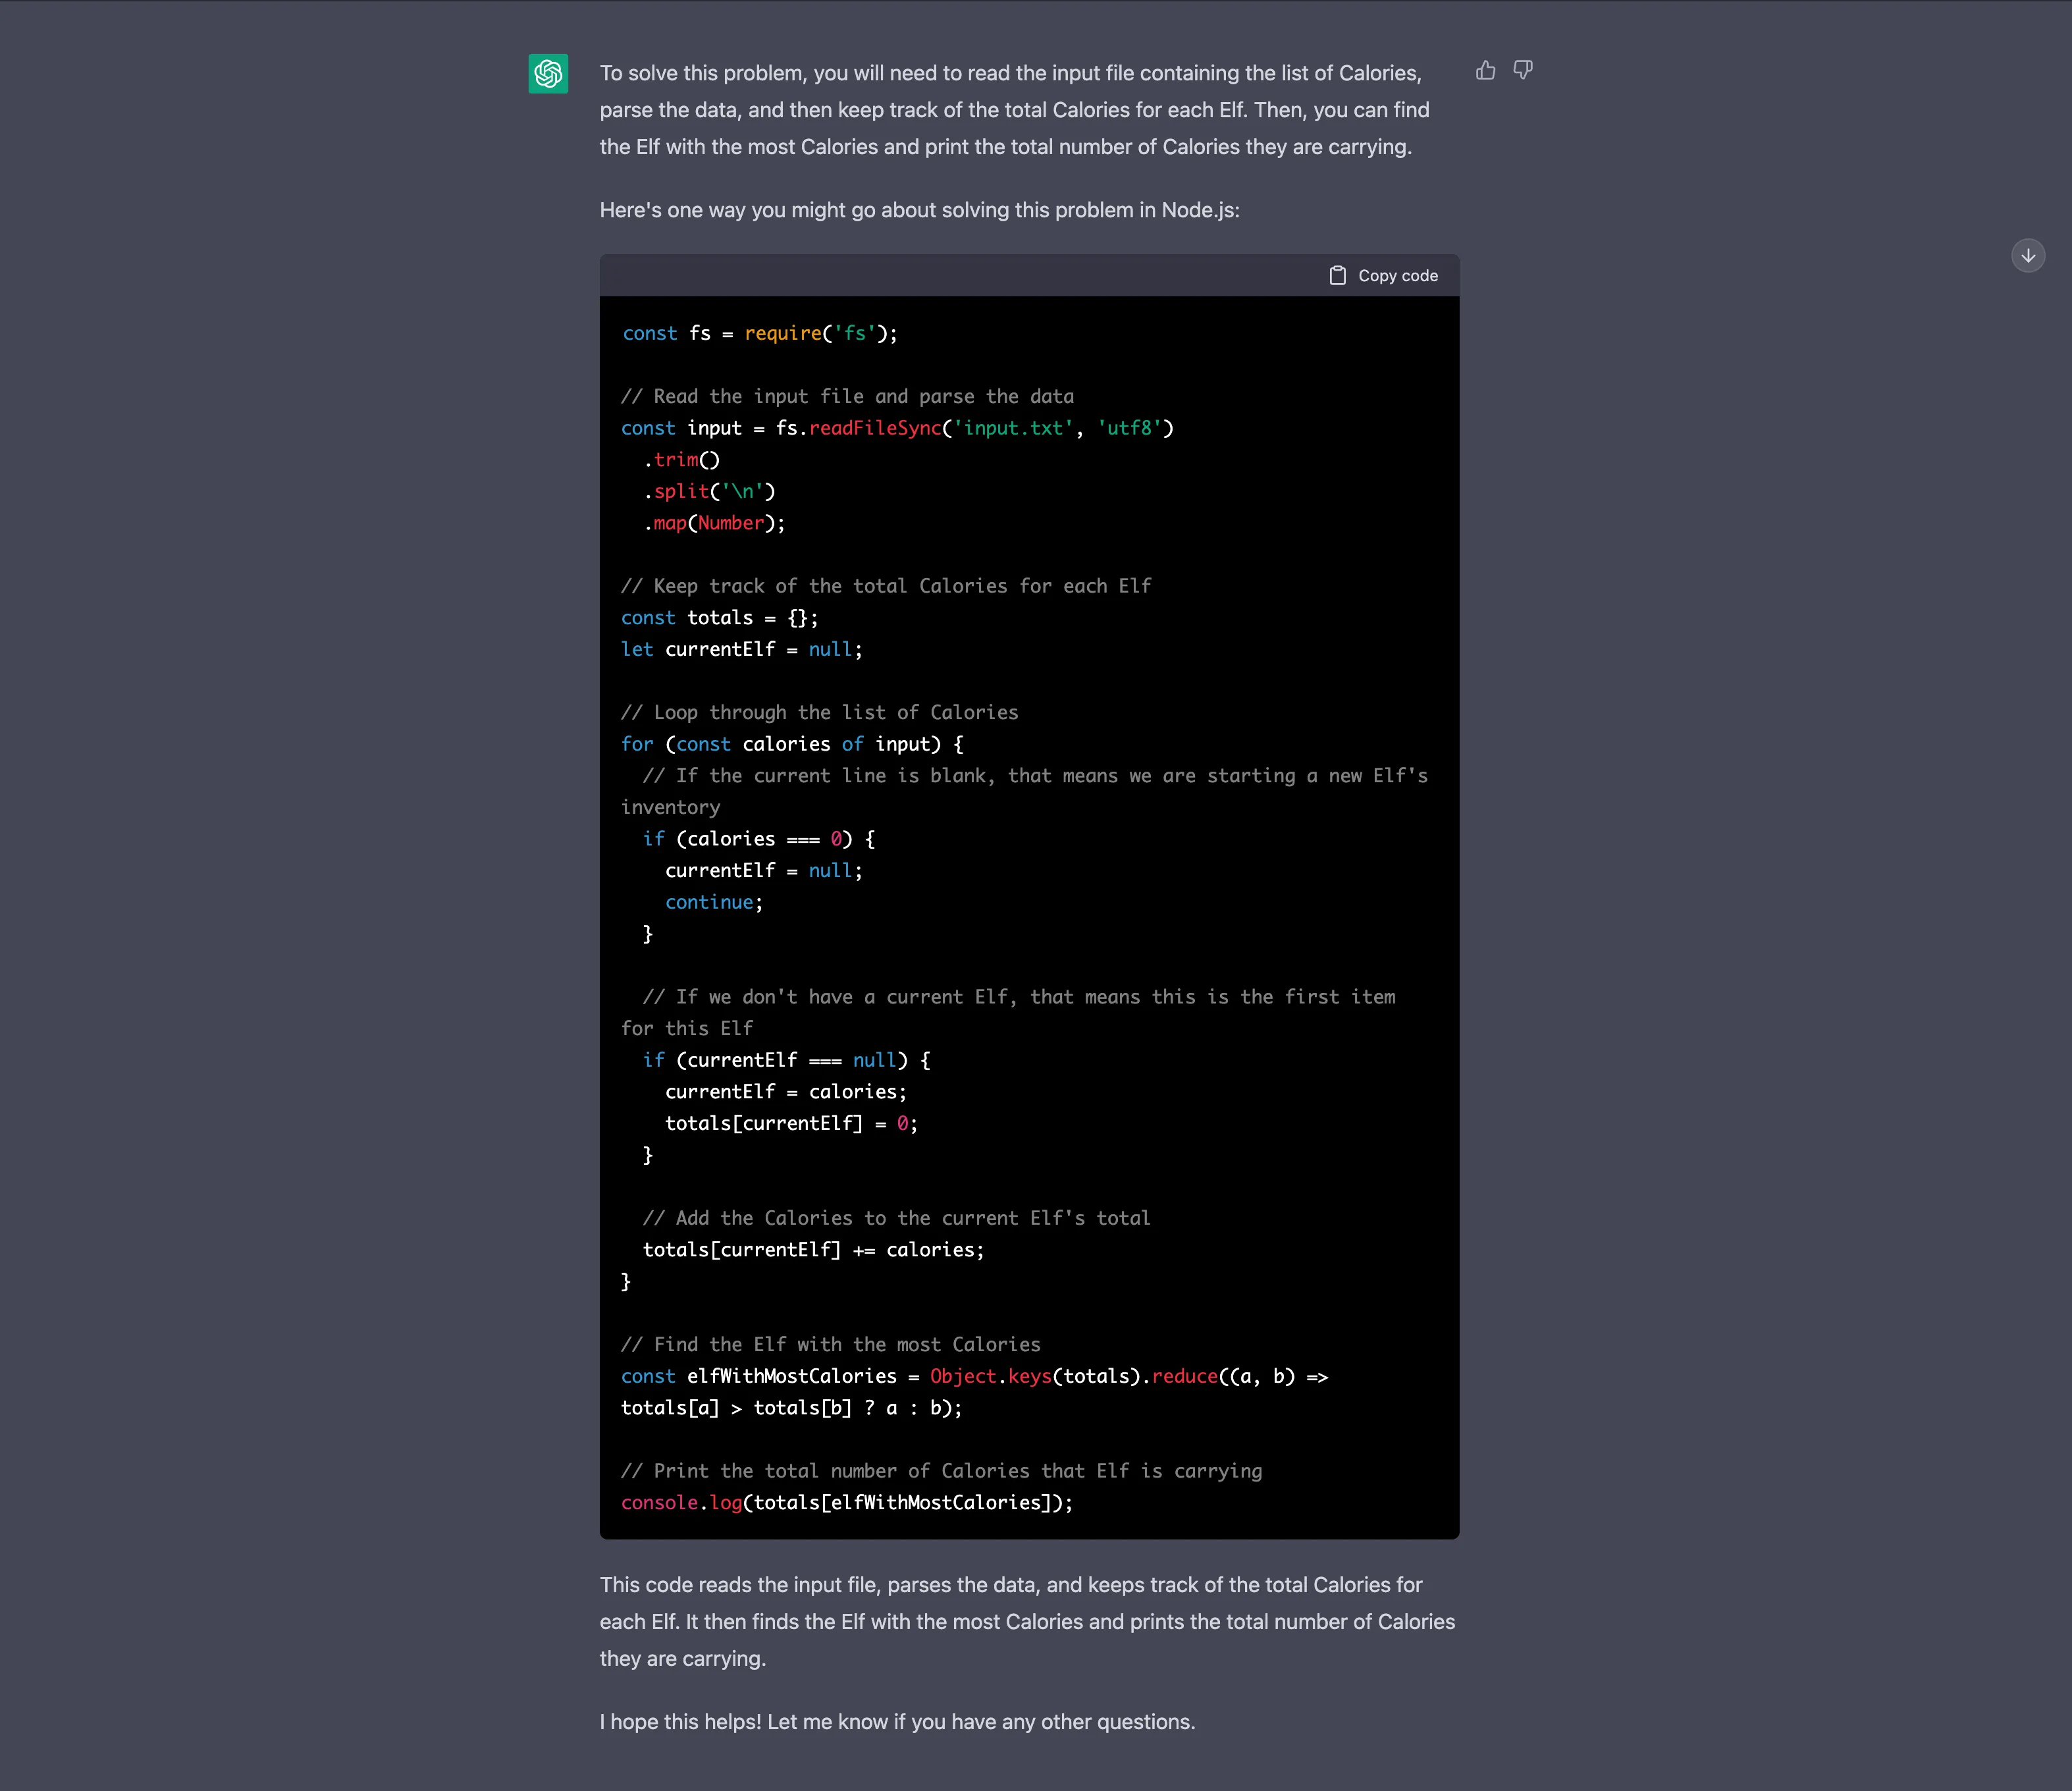 To solve this problem, you will need to read the input file containing the list of Calories,
parse the data, and then keep track of the total Calories for each Elf. Then, you can find
the Elf with the most Calories and print the total number of Calories they are carrying.
Here's one way you might go about solving this problem in Node.js:
Copy code
const fs = require('fs');
// Read the input file and parse the data
const input = fs.readFileSync('input.txt', 'utf8')
  .trim()
  .split('\n')
  .map(Number);
// Keep track of the total Calories for each Elf
const totals = {};
let currentElf = null;
// Loop through the list of Calories
for (const calories of input) {
  // If the current line is blank, that means we are starting a new Elf's
inventory
  if (calories === 0) {
    currentElf = null;
    continue;
  }
  // If we don't have a current Elf, that means this is the first item
for this Elf
  if (currentElf === null) {
    currentElf = calories;
    totals[currentElf] = 0;
  }
  // Add the Calories to the current Elf's total
  totals[currentElf] += calories;
}
// Find the Elf with the most Calories
const elfWithMostCalories = Object.keys(totals).reduce((a, b) =>
totals[a] > totals[b] ? a : b);
// Print the total number of Calories that Elf is carrying
console.log(totals[elfWithMostCalories]);
This code reads the input file, parses the data, and keeps track of the total Calories for
each Elf. It then finds the Elf with the most Calories and prints the total number of Calories
they are carrying.
I hope this helps! Let me know if you have any other questions.